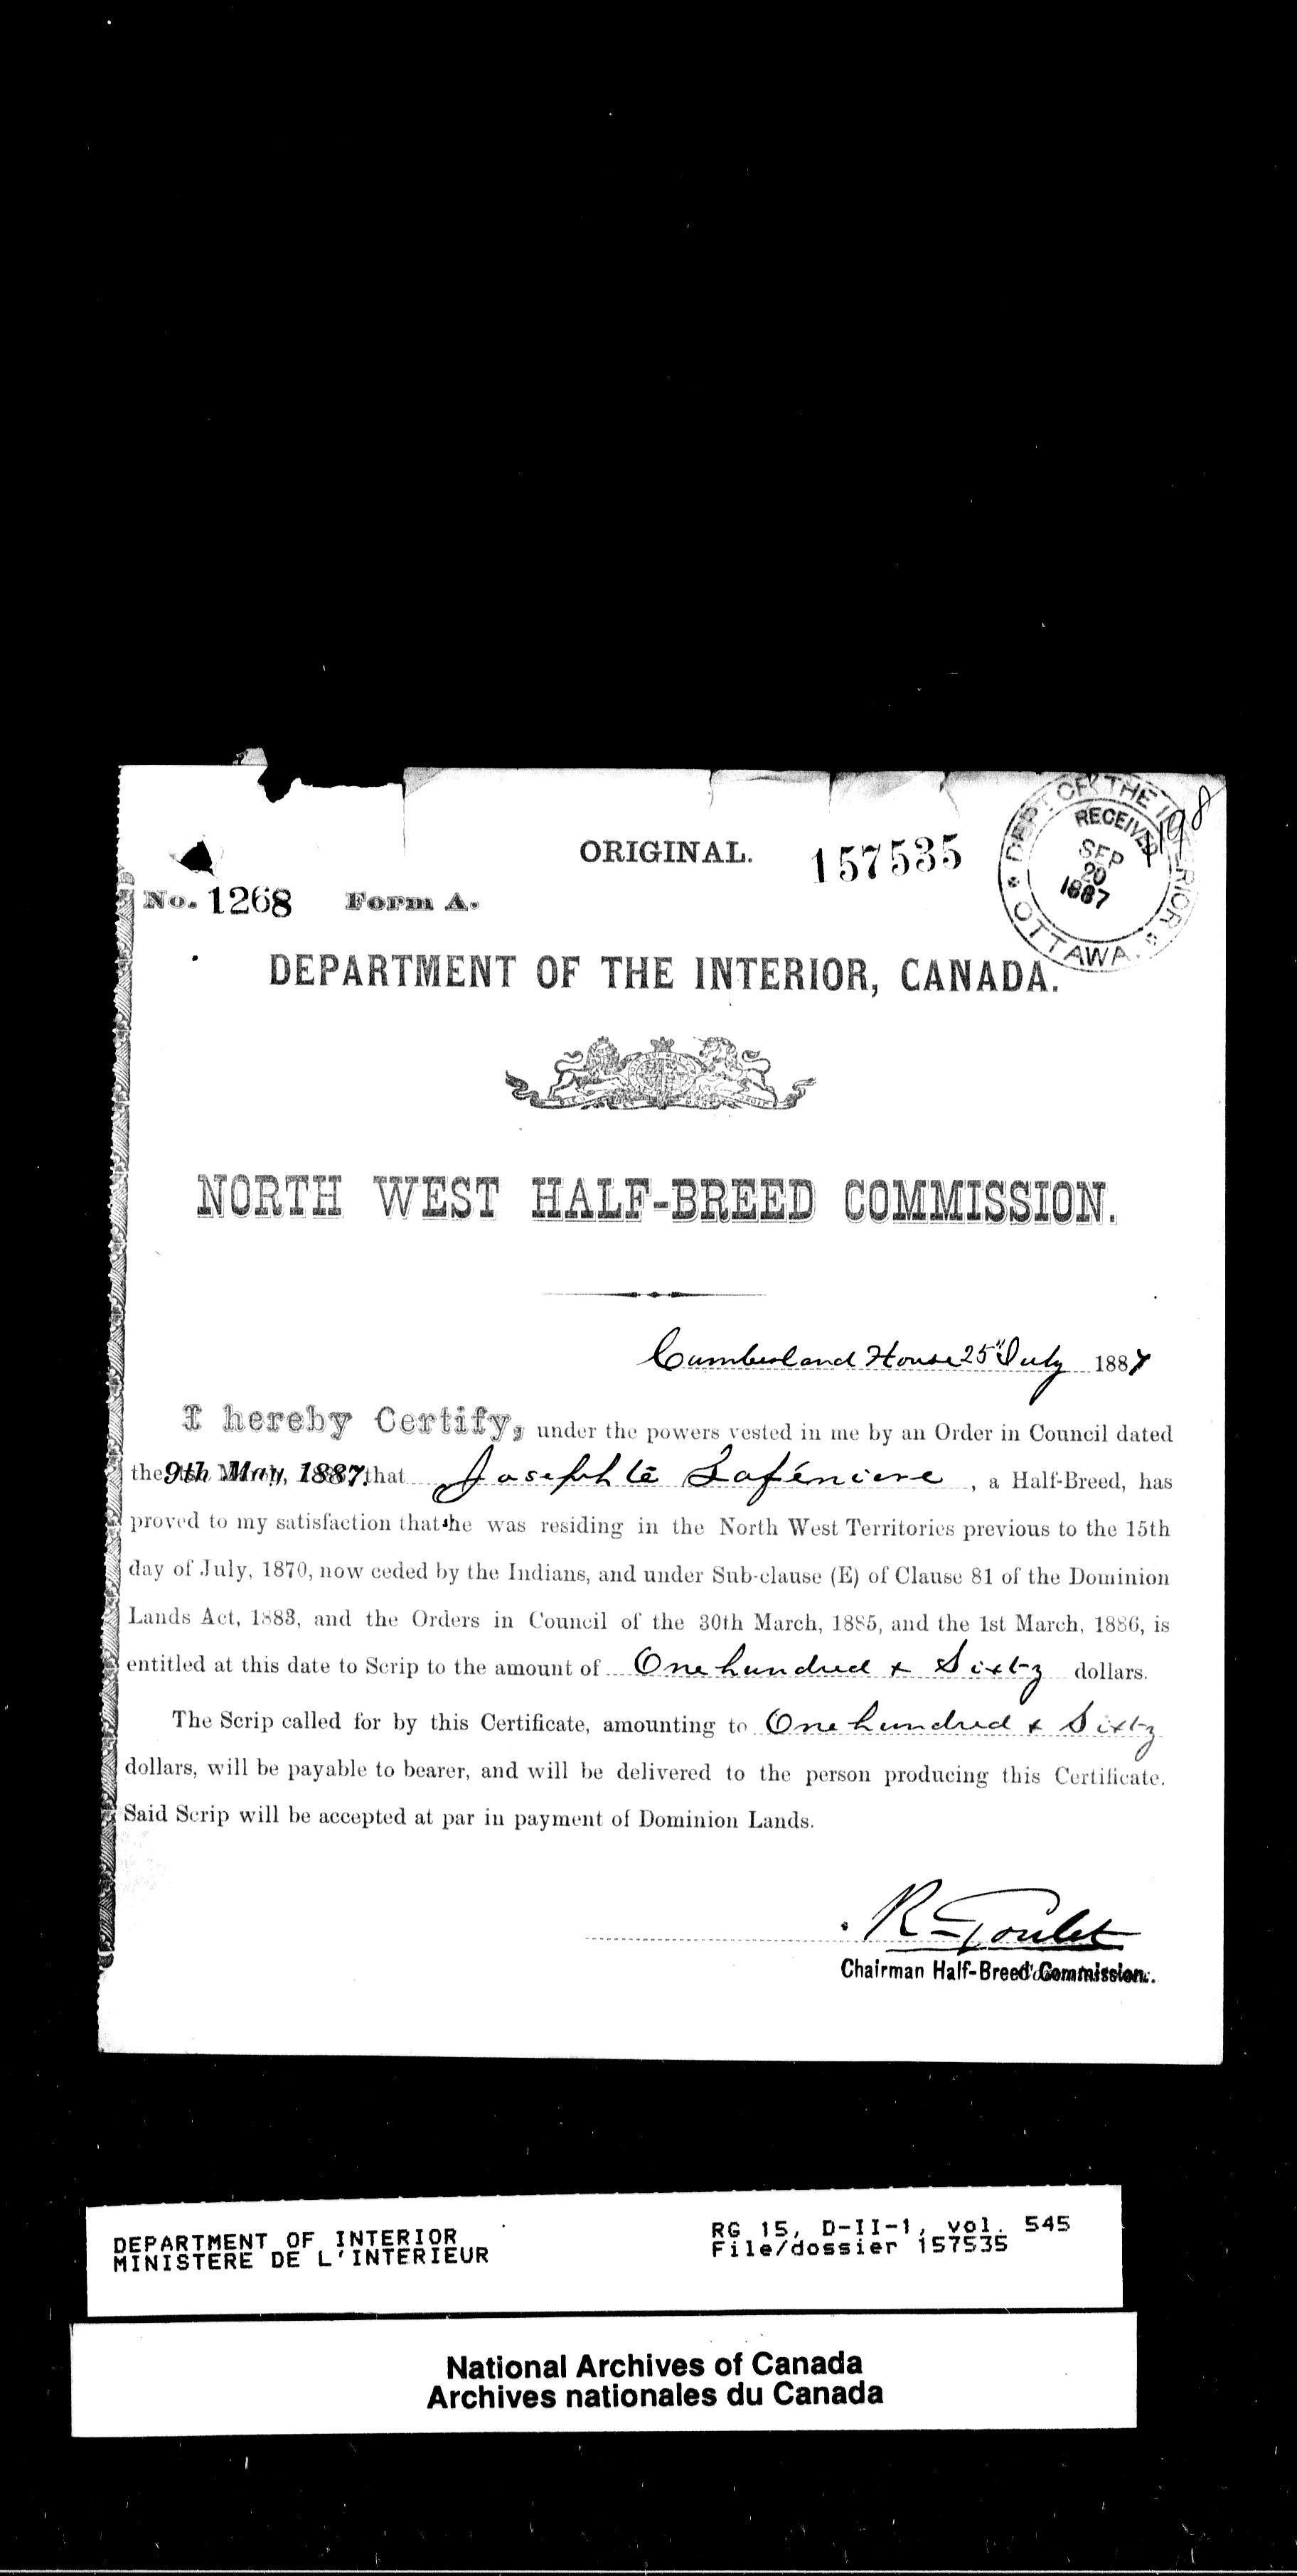 ORIGINAL. 157535
198
DEPT OF THE INTERIOR
RECEIVED
SEP
20
1887
OTTAWA.
No. 1268 Form A.
DEPARTMENT OF THE INTERIOR, CANADA.
NORTH WEST HALF-BREED COMMISSION.
Cumberland House 25th July 1887
I hereby Certify, under the powers vested in me by an Order in Council dated
the 9th May, 1887. that Josephte Laféniere, a Half-Breed, has
proved to my satisfaction that she was residing in the North West Territories previous to the 15th
day of July, 1870, now ceded by the Indians, and under Sub-clause (E) of Clause 81 of the Dominion
Lands Act, 1883, and the Orders in Council of the 30th March, 1885, and the 1st March, 1886, is
entitled at this date to Scrip to the amount of One hundred & Sixty dollars.
The Scrip called for by this Certificate, amounting to One hundred & Sixty
dollars, will be payable to bearer, and will be delivered to the person producing this Certificate.
Said Scrip will be accepted at par in payment of Dominion Lands.
R Goulet
Chairman Half-Breed Commission.
DEPARTMENT OF INTERIOR RG 15, D-II-1, vol. 545
MINISTERE DE L'INTERIEUR File/dossier 157535
National Archives of Canada
Archives nationales du Canada